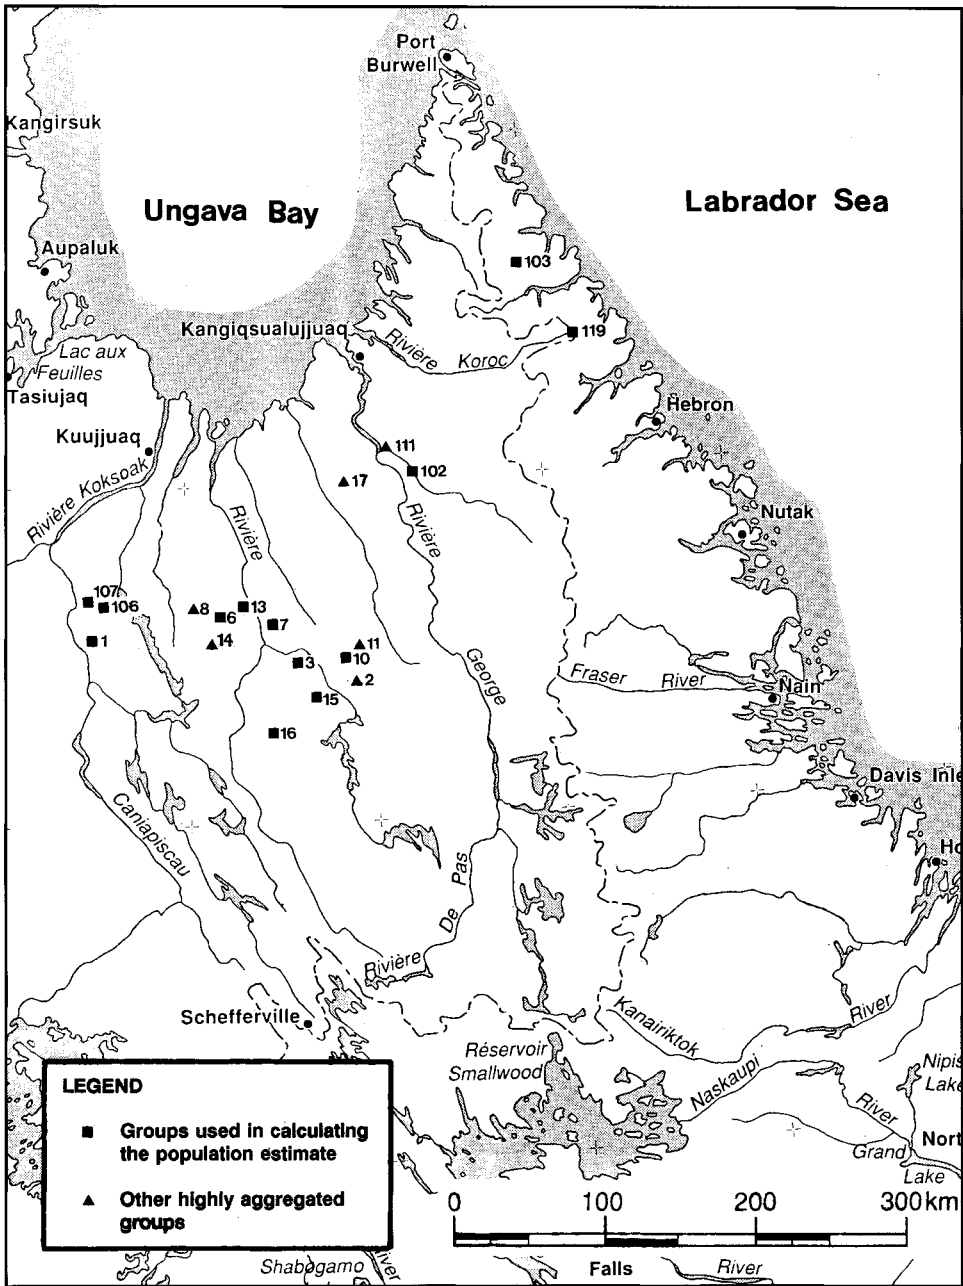 Port
Burwell
Kangirsuk
Ungava Bay
Labrador Sea
Aupaluk
103
Kangiqsualujjuaq
119
Rivière Koroc
Lac aux
Feuilles
Tasiujaq
Hebron
Kuujjuaq
111
102
17
Rivière Koksoak
Rivière
Rivière
Nutak
107
106
8
6
13
7
1
14
11
10
3
2
George
Fraser River
Nain
15
16
Davis Inle
Caniapiscau
Ho
De Pas
Rivière
Schefferville
Kanairiktok
River
Réservoir
Smallwood
Naskaupi
River
Nipis
Lake
Nort
Grand
Lake
LEGEND
■ Groups used in calculating
the population estimate
▲ Other highly aggregated
groups
0 100 200 300 km
Shabogamo
River
Falls
River